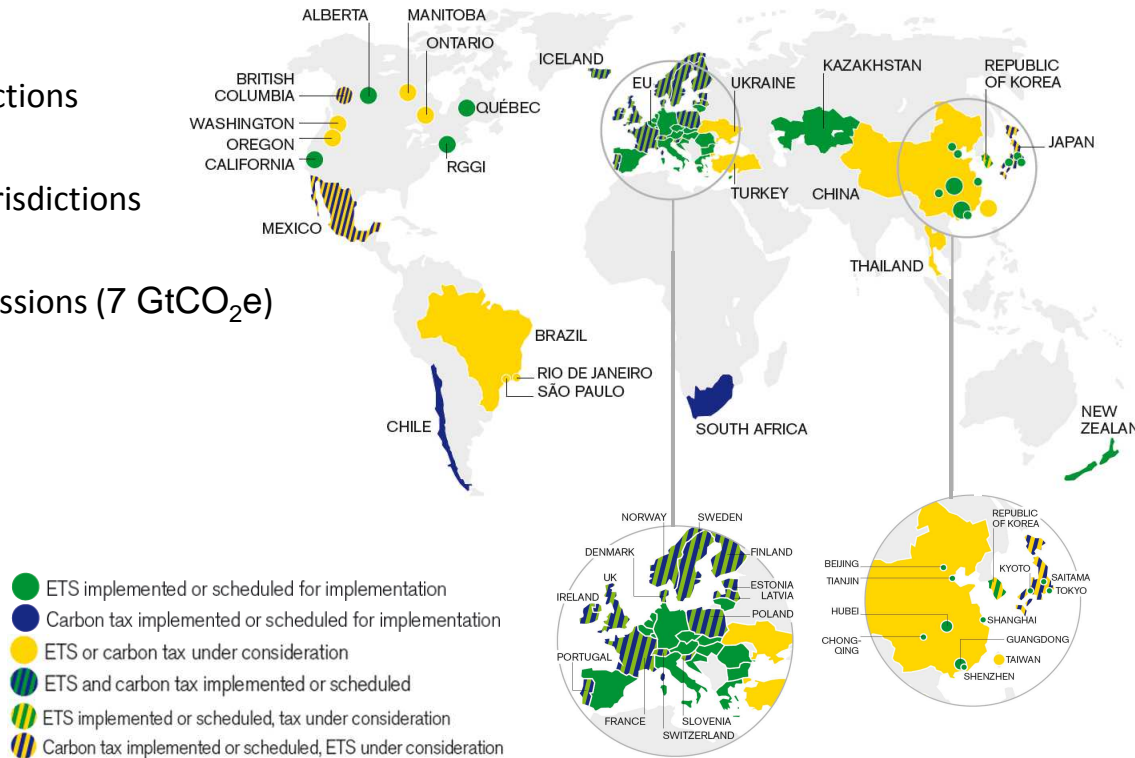 ctions
risdictions
ssions (7 GtCO2e)
ALBERTA
MANITOBA
ONTARIO
BRITISH
COLUMBIA
QUÉBEC
WASHINGTON
OREGON
CALIFORNIA
RGGI
MEXICO
ICELAND
EU
UKRAINE
KAZAKHSTAN
REPUBLIC
OF KOREA
JAPAN
TURKEY
CHINA
THAILAND
BRAZIL
RIO DE JANEIRO
SÃO PAULO
CHILE
SOUTH AFRICA
NEW
ZEALAN
NORWAY
SWEDEN
DENMARK
FINLAND
UK
ESTONIA
LATVIA
IRELAND
POLAND
PORTUGAL
FRANCE
SLOVENIA
SWITZERLAND
REPUBLIC
OF KOREA
BEIJING
KYOTO
SAITAMA
TIANJIN
TOKYO
HUBEI
SHANGHAI
CHONG-
QING
GUANGDONG
TAIWAN
SHENZHEN
ETS implemented or scheduled for implementation
Carbon tax implemented or scheduled for implementation
ETS or carbon tax under consideration
ETS and carbon tax implemented or scheduled
ETS implemented or scheduled, tax under consideration
Carbon tax implemented or scheduled, ETS under consideration